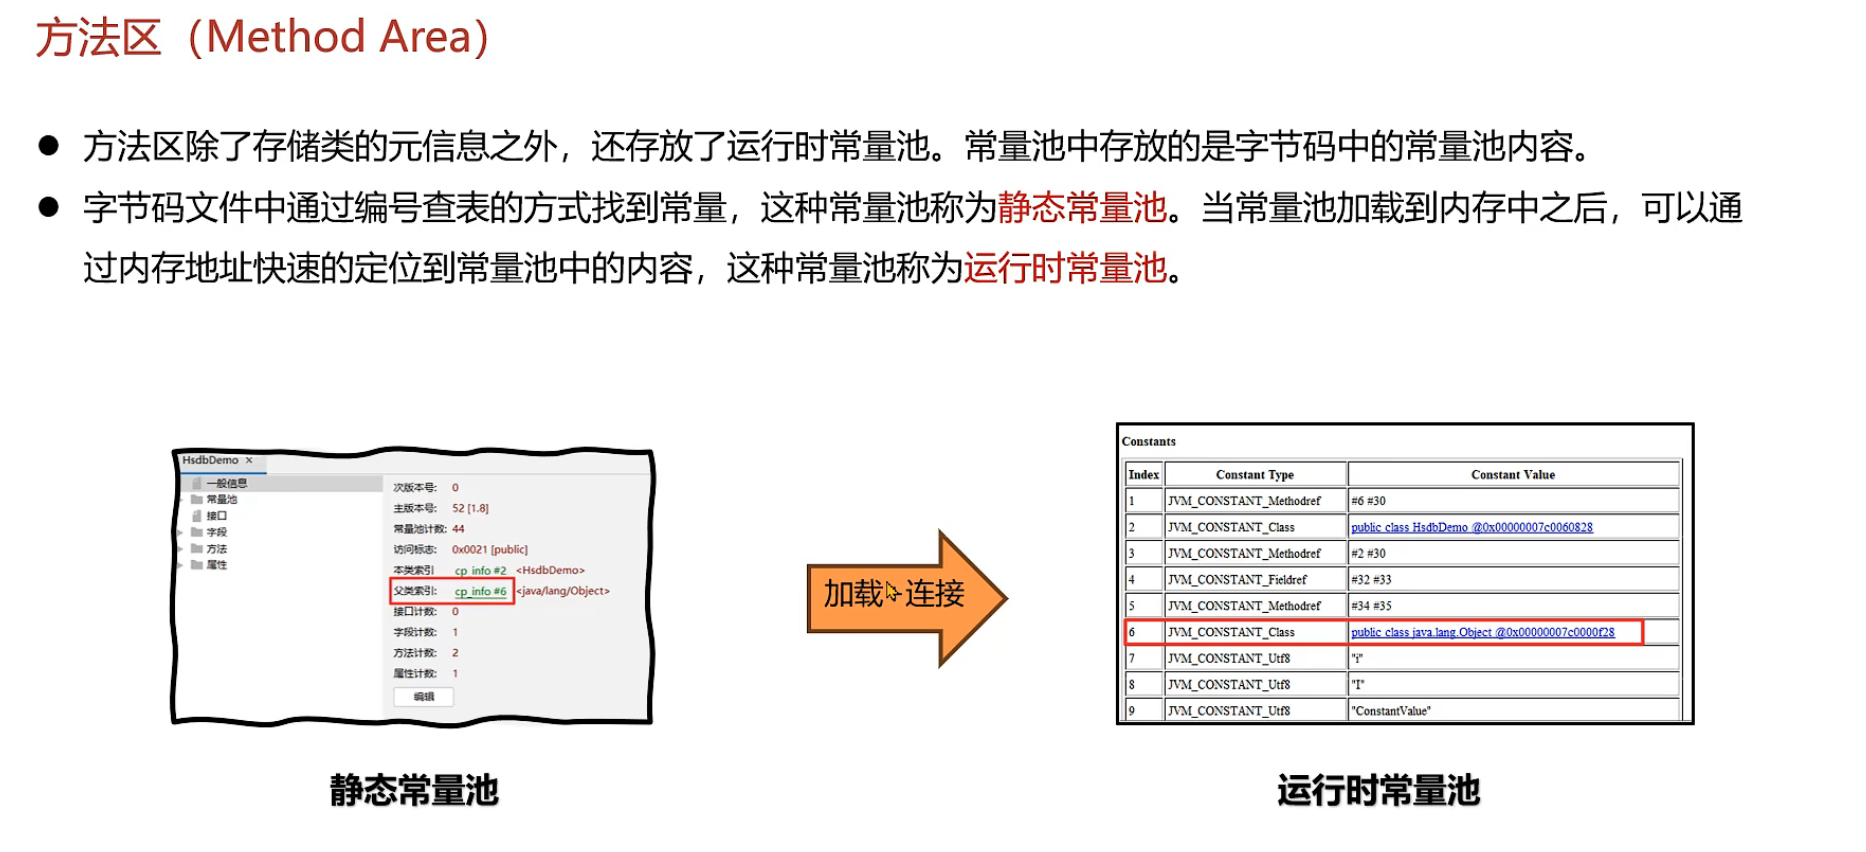 方法区（Method Area）
● 方法区除了存储类的元信息之外，还存放了运行时常量池。常量池中存放的是字节码中的常量池内容。
● 字节码文件中通过编号查表的方式找到常量，这种常量池称为静态常量池。当常量池加载到内存中之后，可以通
过内存地址快速的定位到常量池中的内容，这种常量池称为运行时常量池。
HsdbDemo ×
一般信息
常量池
接口
字段
方法
属性
次版本号: 0
主版本号: 52 [1.8]
常量池计数: 44
访问标志: 0x0021 [public]
本类索引 cp_info #2 <HsdbDemo>
父类索引: cp_info #6 <java/lang/Object>
接口计数: 0
字段计数: 1
方法计数: 2
属性计数: 1
编辑
静态常量池
加载、连接
Constants
Index Constant Type Constant Value
1 JVM_CONSTANT_Methodref #6 #30
2 JVM_CONSTANT_Class public class HsdbDemo @0x00000007c0060828
3 JVM_CONSTANT_Methodref #2 #30
4 JVM_CONSTANT_Fieldref #32 #33
5 JVM_CONSTANT_Methodref #34 #35
6 JVM_CONSTANT_Class public class java.lang.Object @0x00000007c0000f28
7 JVM_CONSTANT_Utf8 "i"
8 JVM_CONSTANT_Utf8 "I"
9 JVM_CONSTANT_Utf8 "ConstantValue"
运行时常量池